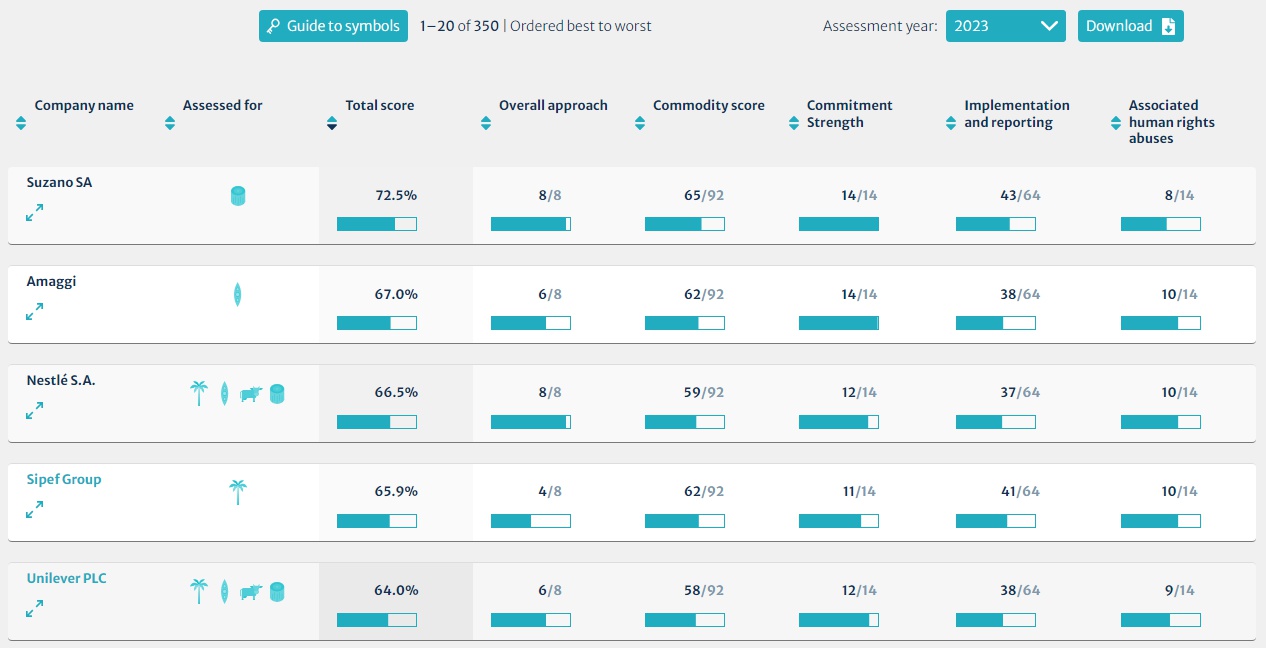 Guide to symbols 1–20 of 350 | Ordered best to worst Assessment year: 2023 Download
Company name Assessed for Total score Overall approach Commodity score Commitment Strength Implementation and reporting Associated human rights abuses
Suzano SA 72.5% 8/8 65/92 14/14 43/64 8/14
Amaggi 67.0% 6/8 62/92 14/14 38/64 10/14
Nestlé S.A. 66.5% 8/8 59/92 12/14 37/64 10/14
Sipef Group 65.9% 4/8 62/92 11/14 41/64 10/14
Unilever PLC 64.0% 6/8 58/92 12/14 38/64 9/14